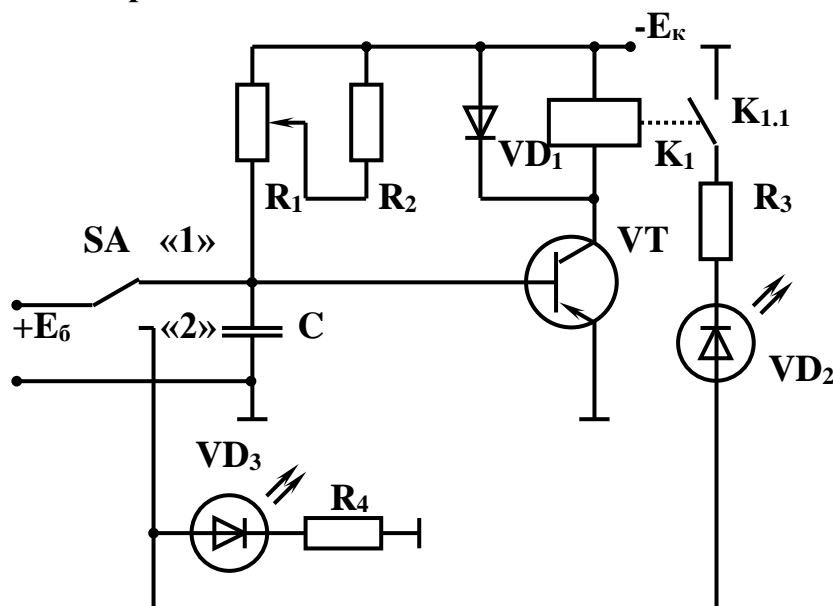 -Eк
K1.1
VD1
K1
R1
R2
R3
SA «1»
VT
+Eб
«2»
C
VD2
VD3
R4